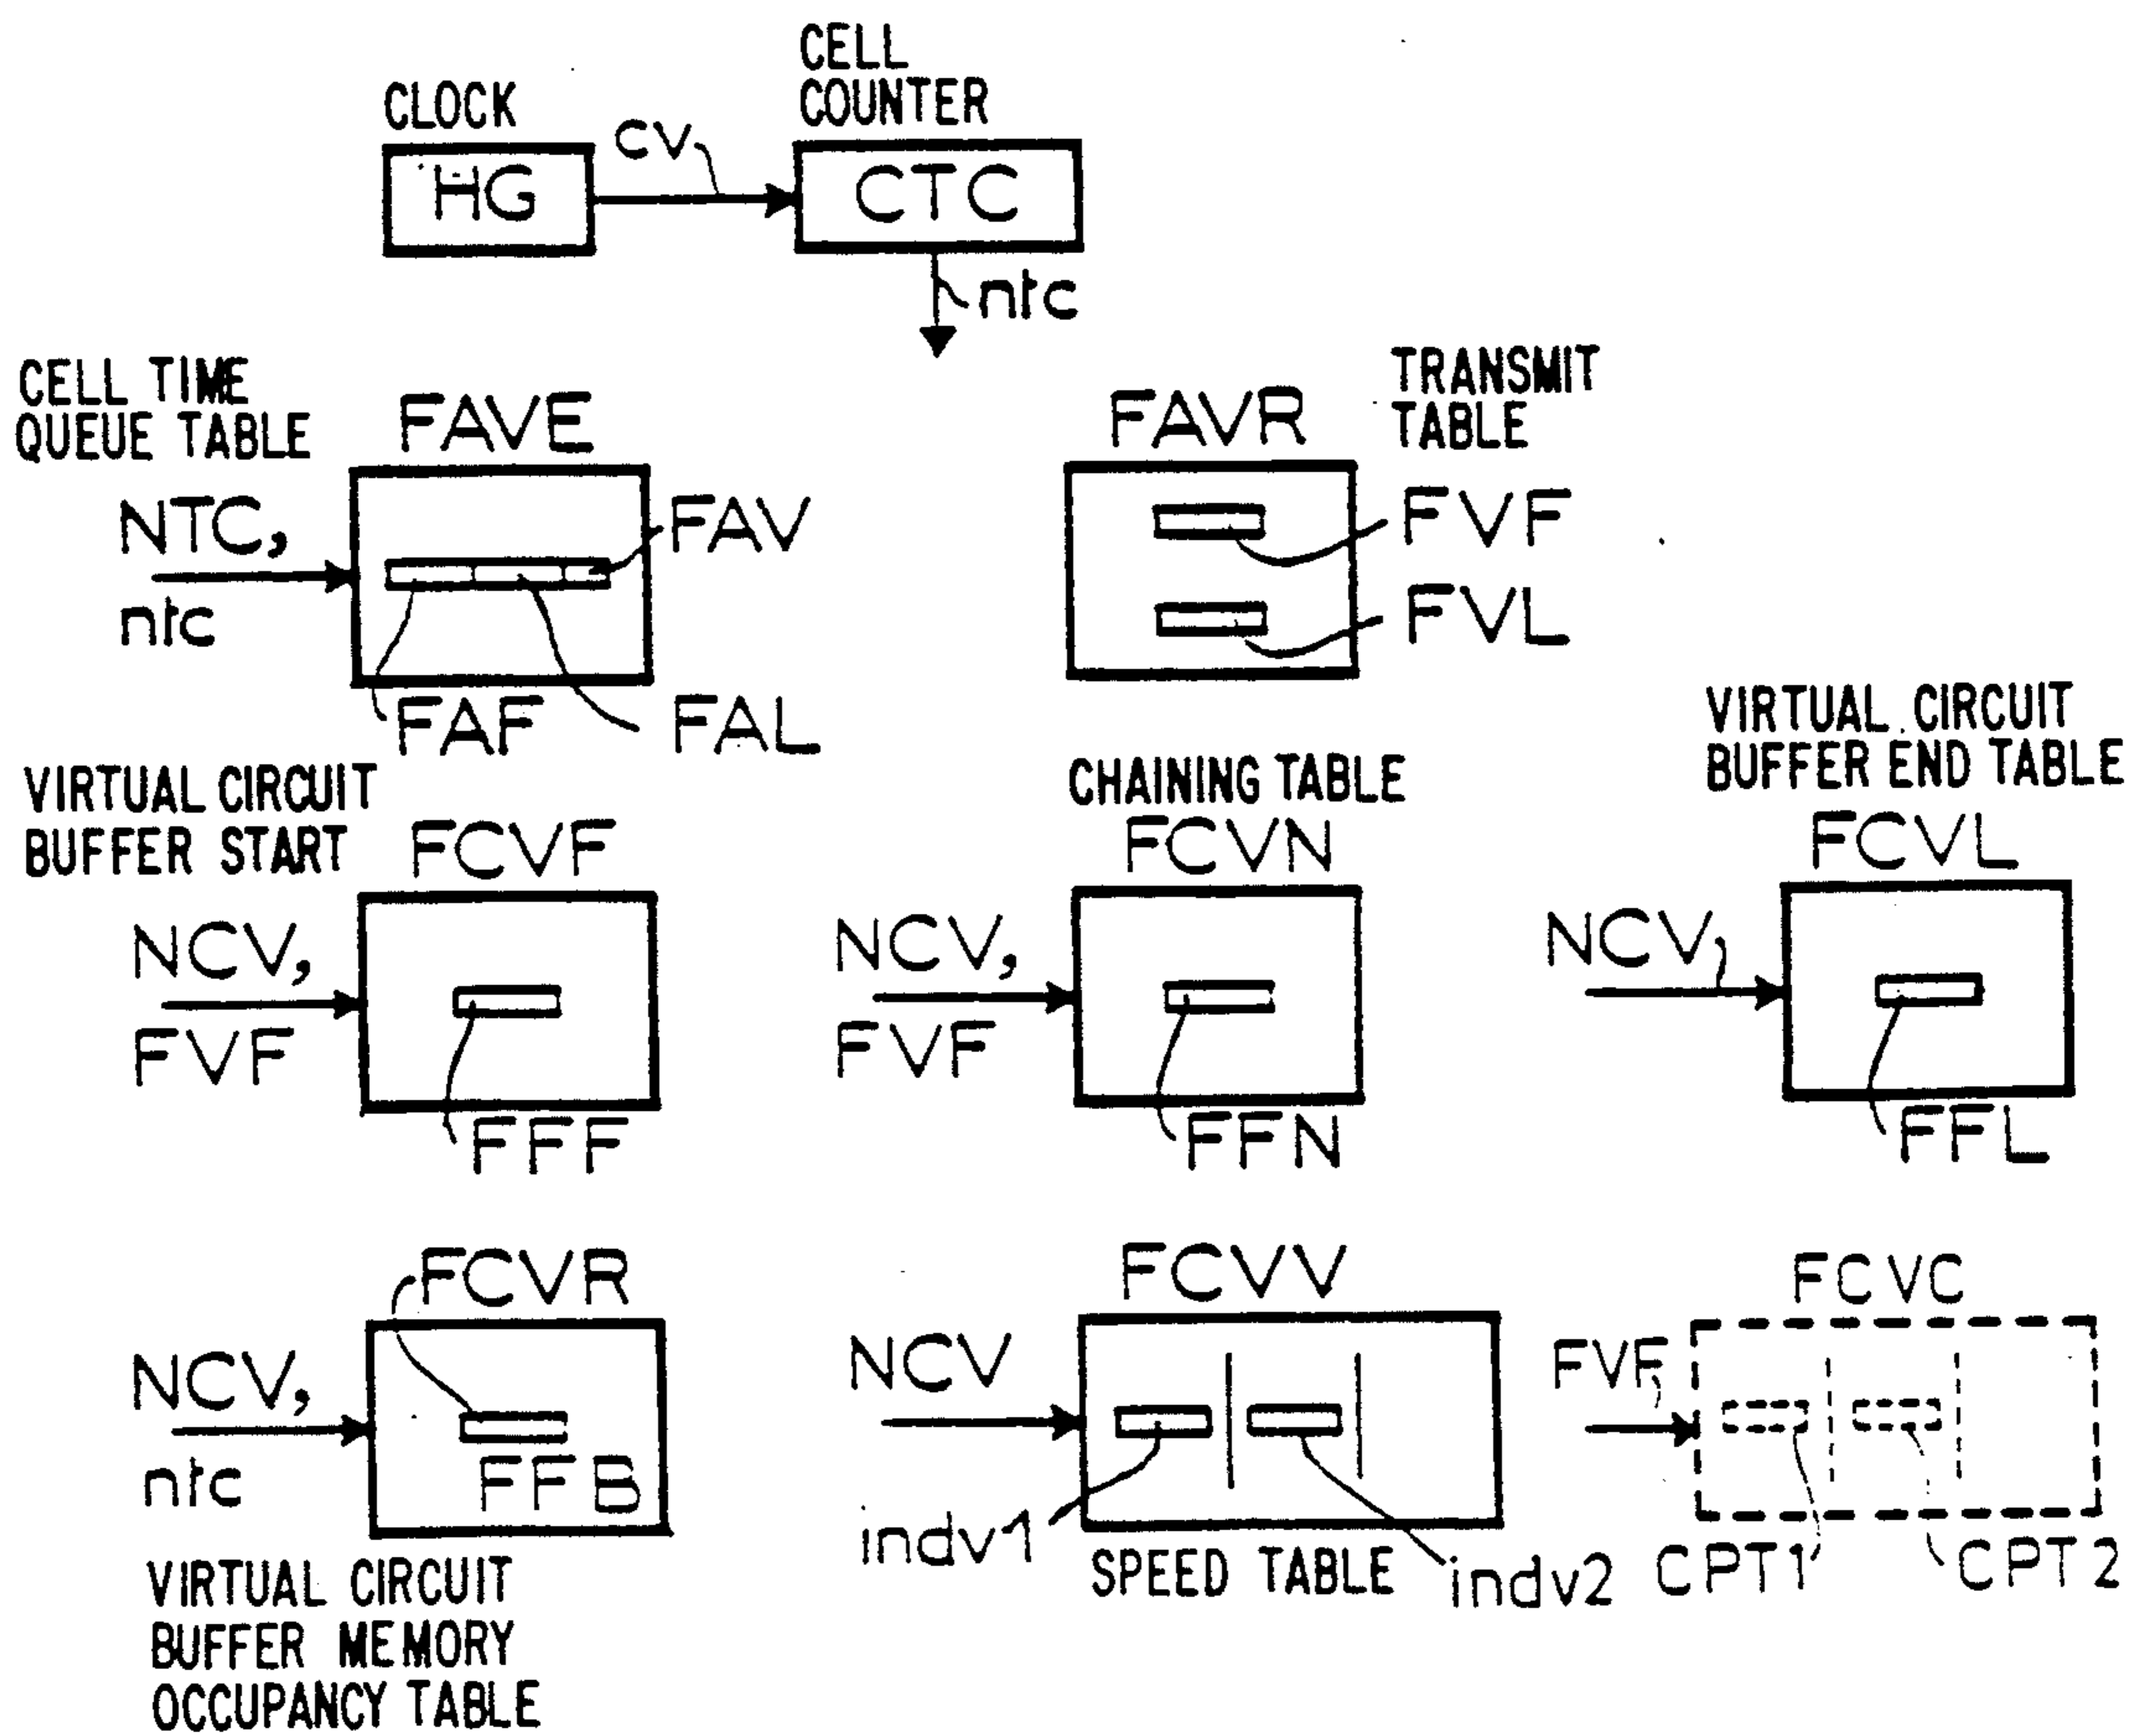 CLOCK
HG
cv
CELL
COUNTER
CTC
ntc
CELL TIME
QUEUE TABLE
FAVE
NTC,
ntc
FAV
FAF
FAL
FAVR
TRANSMIT
TABLE
FVF
FVL
VIRTUAL CIRCUIT
BUFFER START
FCVF
NCV,
FVF
FFF
CHAINING TABLE
FCVN
NCV,
FVF
FFN
VIRTUAL CIRCUIT
BUFFER END TABLE
FCVL
NCV
FFL
FCVR
NCV,
ntc
FFB
VIRTUAL CIRCUIT
BUFFER MEMORY
OCCUPANCY TABLE
FCVV
NCV
indv1
SPEED TABLE
indv2
FCVC
FVF
CPT1
CPT2